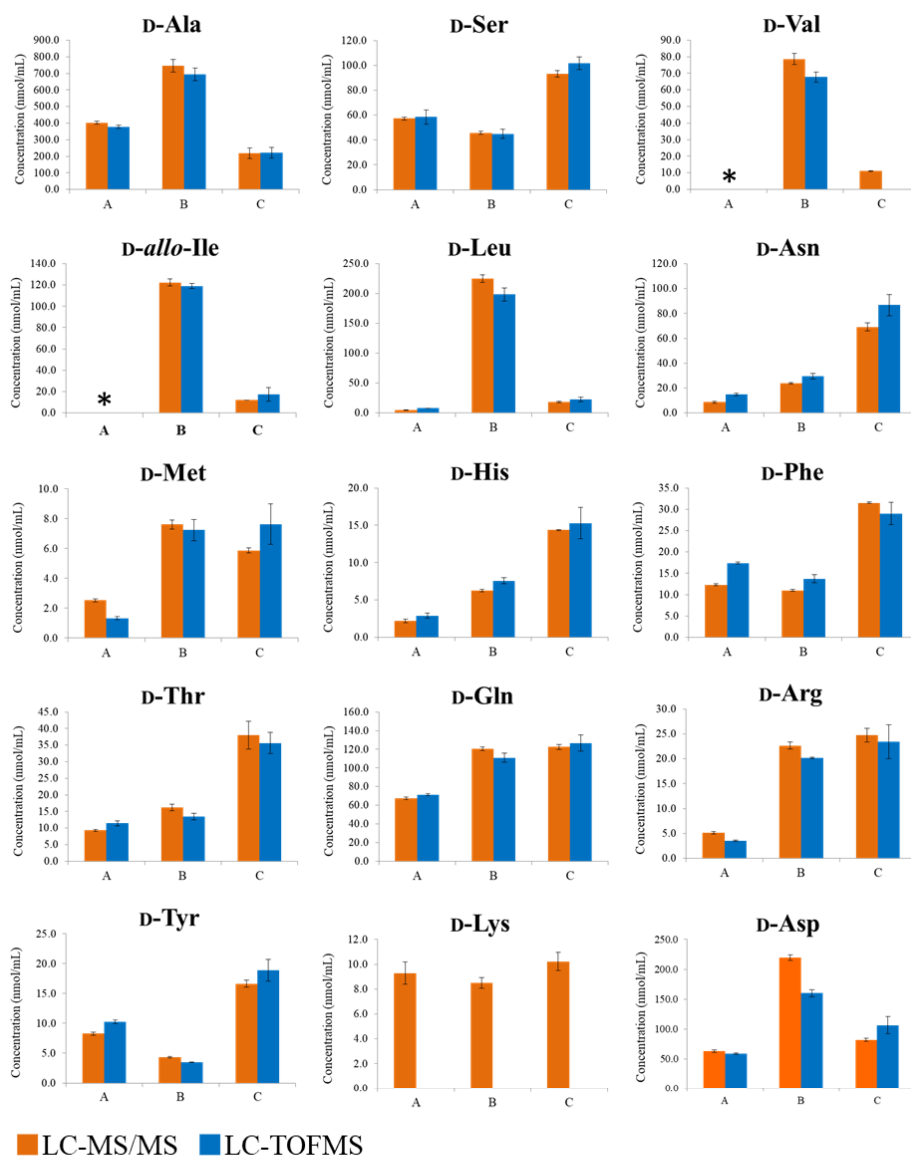 D-Ala
D-Ser
D-Val
Concentration (nmol/mL)
900.0
800.0
700.0
600.0
500.0
400.0
300.0
200.0
100.0
0.0
A B C
Concentration (nmol/mL)
120.0
100.0
80.0
60.0
40.0
20.0
0.0
A B C
Concentration (nmol/mL)
90.0
80.0
70.0
60.0
50.0
40.0
30.0
20.0
10.0
0.0
*
A B C
D-allo-Ile
D-Leu
D-Asn
Concentration (nmol/mL)
140.0
120.0
100.0
80.0
60.0
40.0
20.0
0.0
*
A B C
Concentration (nmol/mL)
250.0
200.0
150.0
100.0
50.0
0.0
A B C
Concentration (nmol/mL)
120.0
100.0
80.0
60.0
40.0
20.0
0.0
A B C
D-Met
D-His
D-Phe
Concentration (nmol/mL)
10.0
8.0
6.0
4.0
2.0
0.0
A B C
Concentration (nmol/mL)
20.0
15.0
10.0
5.0
0.0
A B C
Concentration (nmol/mL)
35.0
30.0
25.0
20.0
15.0
10.0
5.0
0.0
A B C
D-Thr
D-Gln
D-Arg
Concentration (nmol/mL)
45.0
40.0
35.0
30.0
25.0
20.0
15.0
10.0
5.0
0.0
A B C
Concentration (nmol/mL)
160.0
140.0
120.0
100.0
80.0
60.0
40.0
20.0
0.0
A B C
Concentration (nmol/mL)
30.0
25.0
20.0
15.0
10.0
5.0
0.0
A B C
D-Tyr
D-Lys
D-Asp
Concentration (nmol/mL)
25.0
20.0
15.0
10.0
5.0
0.0
A B C
Concentration (nmol/mL)
12.0
10.0
8.0
6.0
4.0
2.0
0.0
A B C
Concentration (nmol/mL)
250.0
200.0
150.0
100.0
50.0
0.0
A B C
LC-MS/MS LC-TOFMS